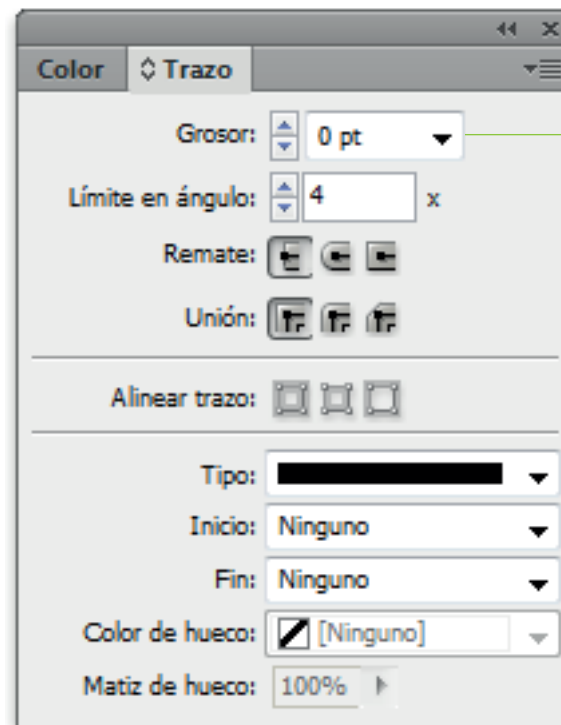 Color Trazo
Grosor: 0 pt
Límite en ángulo: 4 x
Remate:
Unión:
Alinear trazo:
Tipo:
Inicio: Ninguno
Fin: Ninguno
Color de hueco: [Ninguno]
Matiz de hueco: 100%